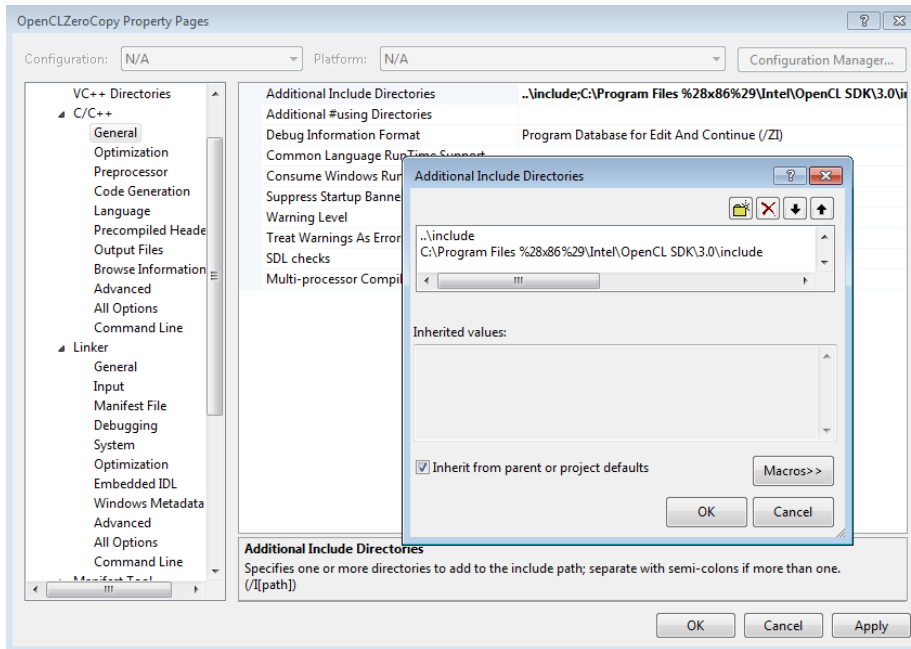 OpenCLZeroCopy Property Pages
Configuration: N/A Platform: N/A Configuration Manager...
VC++ Directories
C/C++
General
Optimization
Preprocessor
Code Generation
Language
Precompiled Heade
Output Files
Browse Information
Advanced
All Options
Command Line
Linker
General
Input
Manifest File
Debugging
System
Optimization
Embedded IDL
Windows Metadata
Advanced
All Options
Command Line
Manifest Tool
Additional Include Directories ..\include;C:\Program Files %28x86%29\Intel\OpenCL SDK\3.0\in
Additional #using Directories
Debug Information Format Program Database for Edit And Continue (/ZI)
Common Language RunTime Support
Consume Windows Run
Suppress Startup Banne
Warning Level
Treat Warnings As Error
SDL checks
Multi-processor Compil
Additional Include Directories
..\include
C:\Program Files %28x86%29\Intel\OpenCL SDK\3.0\include
Inherited values:
Inherit from parent or project defaults
Macros>>
OK Cancel
Additional Include Directories
Specifies one or more directories to add to the include path; separate with semi-colons if more than one.
(/I[path])
OK Cancel Apply